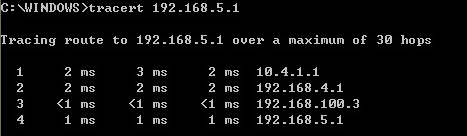 C:\WINDOWS>tracert 192.168.5.1
Tracing route to 192.168.5.1 over a maximum of 30 hops
1 2 ms 3 ms 2 ms 10.4.1.1
2 2 ms 2 ms 2 ms 192.168.4.1
3 <1 ms <1 ms <1 ms 192.168.100.3
4 1 ms 1 ms 1 ms 192.168.5.1